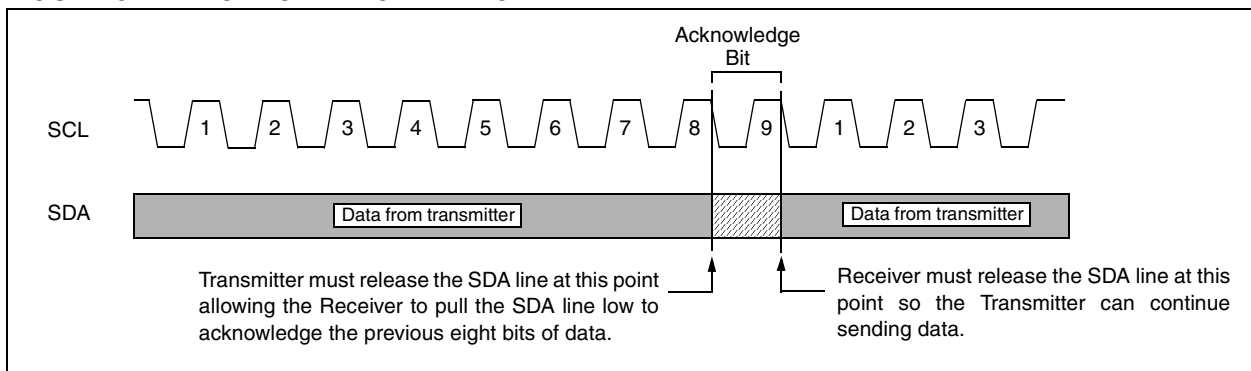 Acknowledge
Bit
SCL
1 2 3 4 5 6 7 8 9 1 2 3
SDA
Data from transmitter
Data from transmitter
Transmitter must release the SDA line at this point
allowing the Receiver to pull the SDA line low to
acknowledge the previous eight bits of data.
Receiver must release the SDA line at this
point so the Transmitter can continue
sending data.